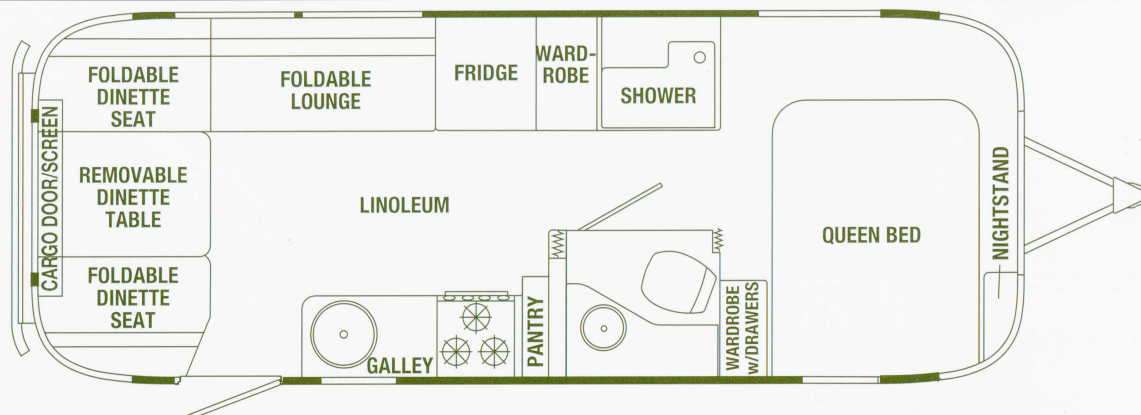 FOLDABLE
DINETTE
SEAT
FOLDABLE
LOUNGE
FRIDGE
WARD-
ROBE
SHOWER
CARGO DOOR/SCREEN
REMOVABLE
DINETTE
TABLE
LINOLEUM
QUEEN BED
NIGHTSTAND
FOLDABLE
DINETTE
SEAT
GALLEY
PANTRY
WARDROBE
w/DRAWERS